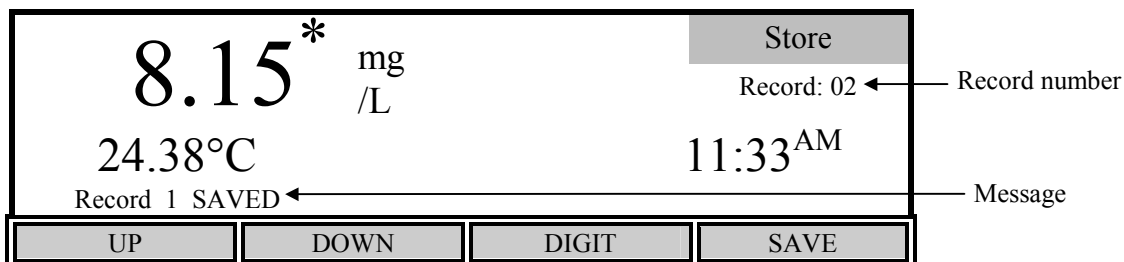 8.15* mg
/L
Store
Record: 02
Record number
24.38°C
11:33AM
Record 1 SAVED
Message
UP
DOWN
DIGIT
SAVE